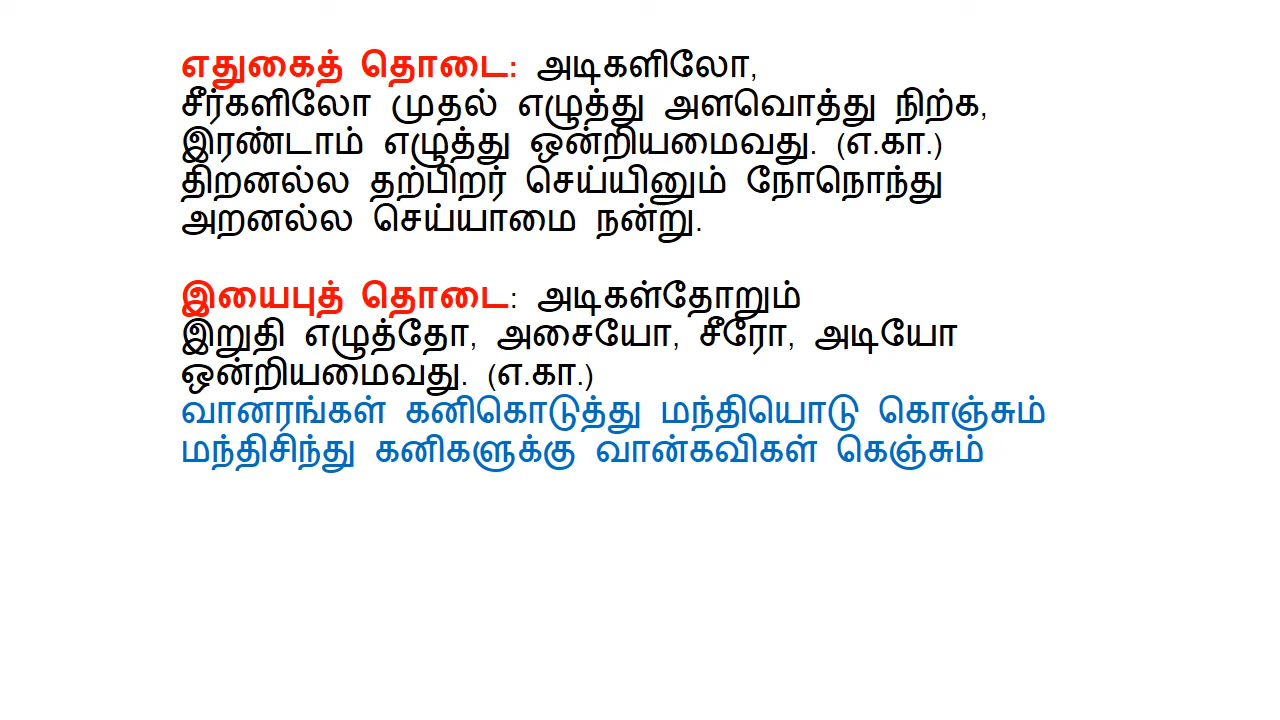 எதுகைத் தொடை: அடிகளிலோ,
சீர்களிலோ முதல் எழுத்து அளவொத்து நிற்க,
இரண்டாம் எழுத்து ஒன்றியமைவது. (எ.கா.)
திறனல்ல தற்பிறர் செய்யினும் நோநொந்து
அறனல்ல செய்யாமை நன்று.
இயைபுத் தொடை: அடிகள்தோறும்
இறுதி எழுத்தோ, அசையோ, சீரோ, அடியோ
ஒன்றியமைவது. (எ.கா.)
வானரங்கள் கனிகொடுத்து மந்தியொடு கொஞ்சும்
மந்திசிந்து கனிகளுக்கு வான்கவிகள் கெஞ்சும்